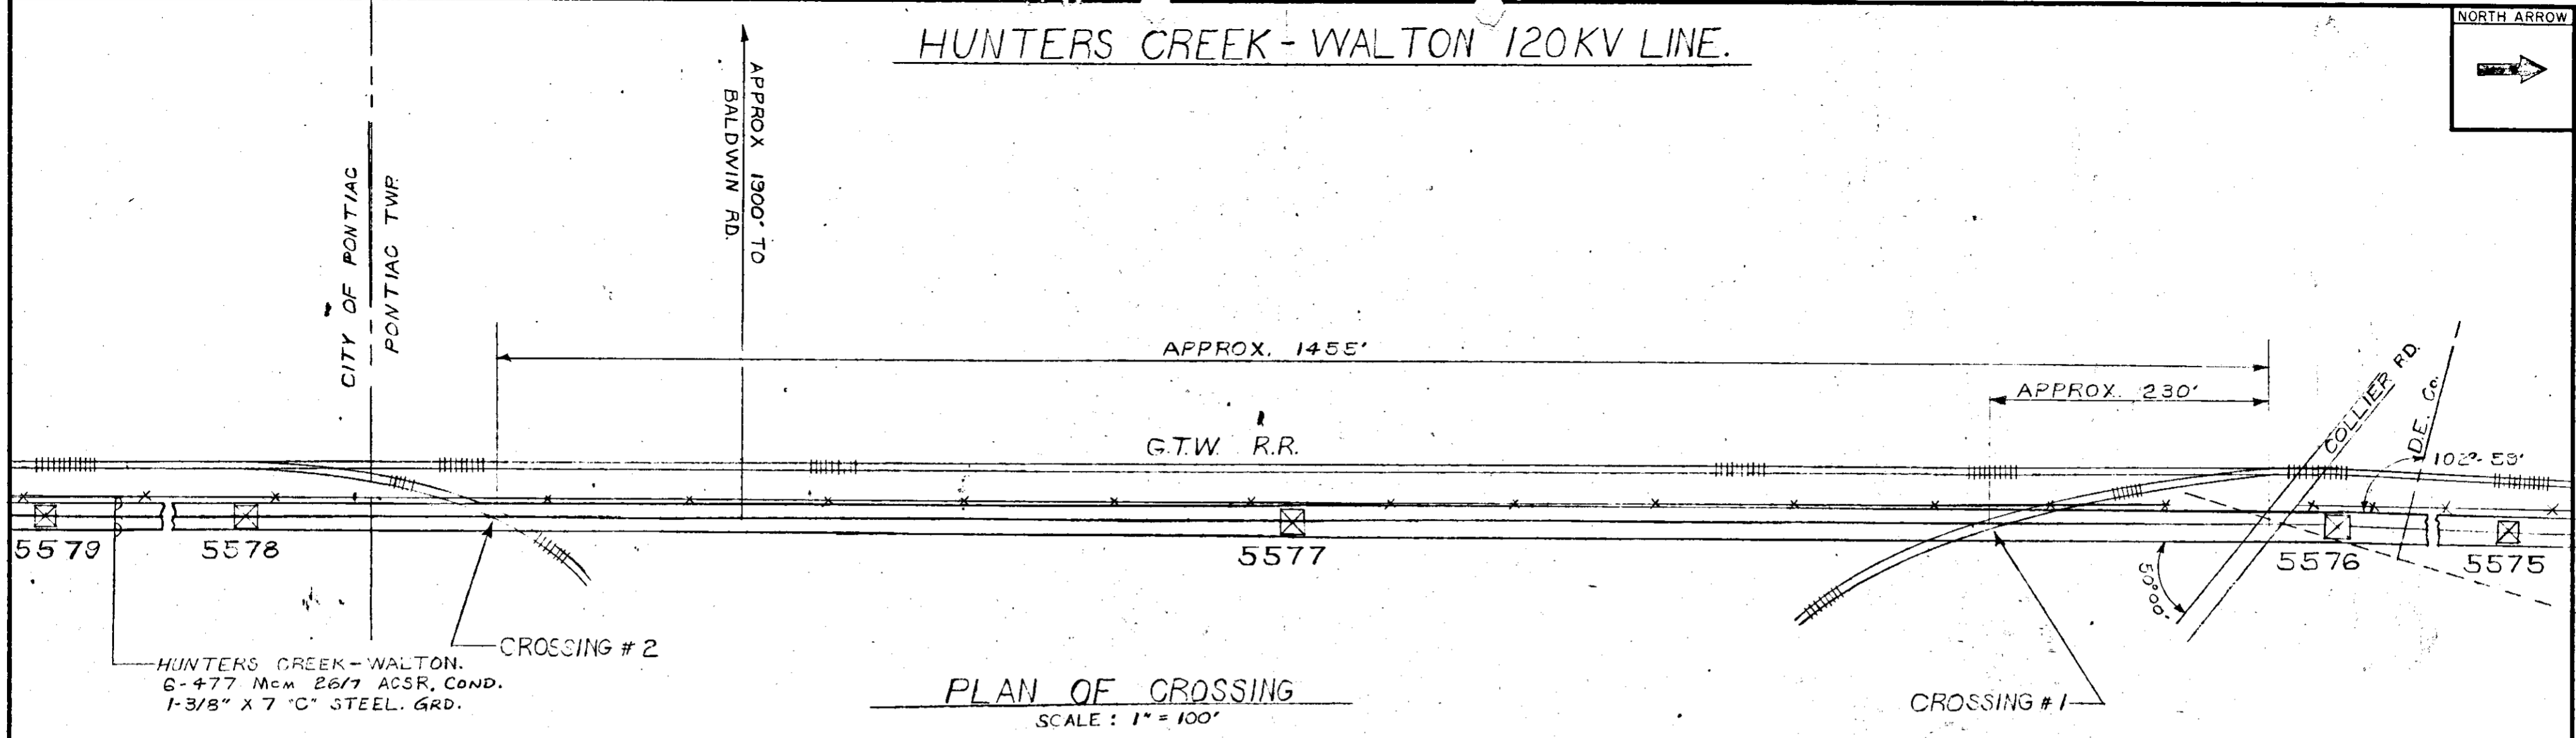 HUNTERS CREEK - WALTON 120KV LINE.
NORTH ARROW
CITY OF PONTIAC
PONTIAC TWP.
APPROX 1900' TO
BALDWIN RD.
APPROX. 1455'
APPROX. 230'
G.T.W. R.R.
COLLIER RD.
D.E. Co.
102°-59'
50°00'
5579
5578
5577
5576
5575
CROSSING #2
HUNTERS CREEK - WALTON.
6-477 MCM 26/7 ACSR. COND.
1-3/8" X 7 "C" STEEL. GRD.
PLAN OF CROSSING
SCALE: 1" = 100'
CROSSING #1